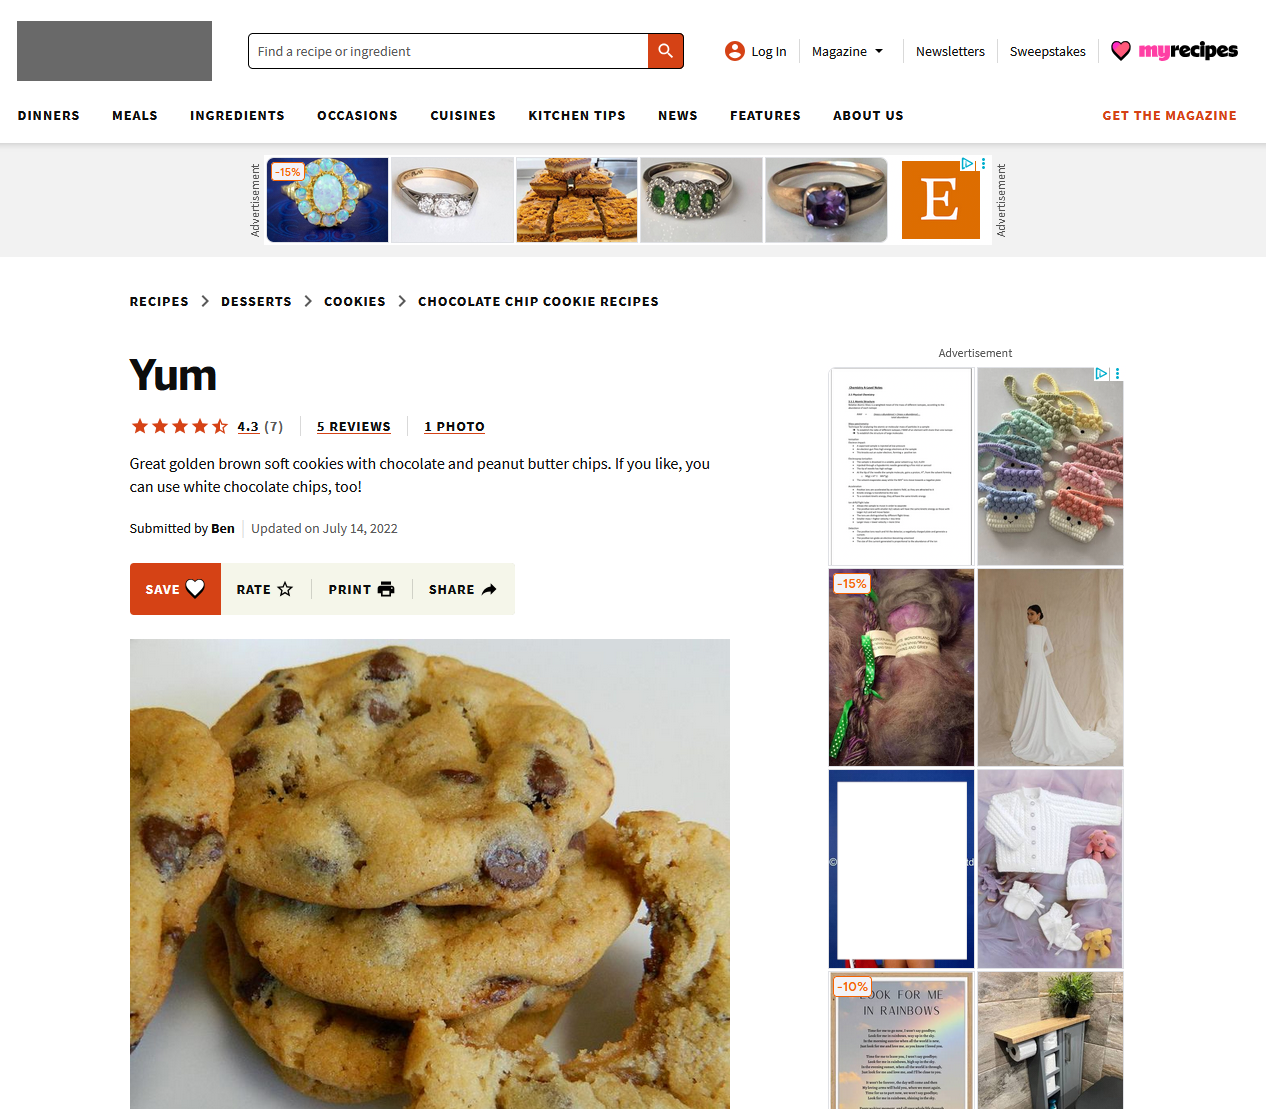 Find a recipe or ingredient
Log In
Magazine
Newsletters
Sweepstakes
myrecipes
DINNERS
MEALS
INGREDIENTS
OCCASIONS
CUISINES
KITCHEN TIPS
NEWS
FEATURES
ABOUT US
GET THE MAGAZINE
Advertisement
-15%
E
Advertisement
RECIPES
DESSERTS
COOKIES
CHOCOLATE CHIP COOKIE RECIPES
Yum
4.3 (7)
5 REVIEWS
1 PHOTO
Great golden brown soft cookies with chocolate and peanut butter chips. If you like, you
can use white chocolate chips, too!
Submitted by Ben
Updated on July 14, 2022
SAVE
RATE
PRINT
SHARE
Advertisement
-15%
©
td
-10%
LOOK FOR ME
IN RAINBOWS